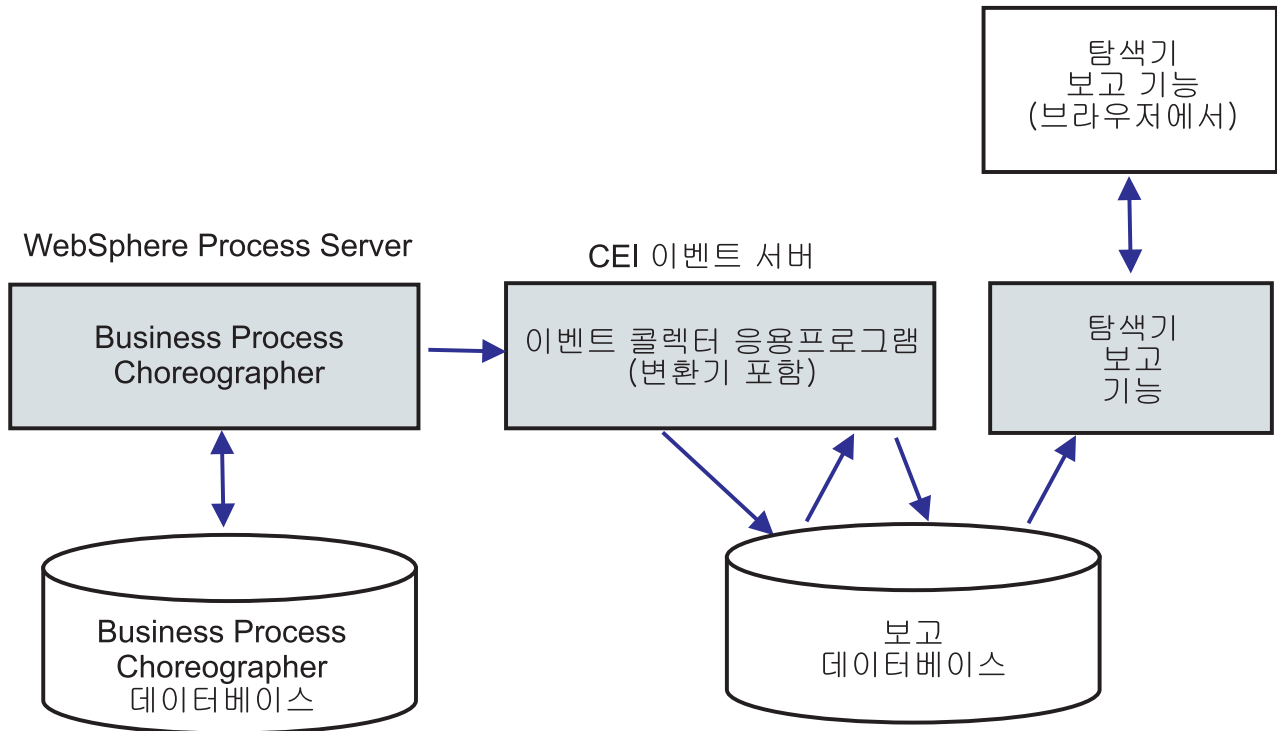 탐색기
보고 기능
(브라우저에서)
WebSphere Process Server
CEI 이벤트 서버
Business Process
Choreographer
이벤트 콜렉터 응용프로그램
(변환기 포함)
탐색기
보고
기능
Business Process
Choreographer
데이터베이스
보고
데이터베이스